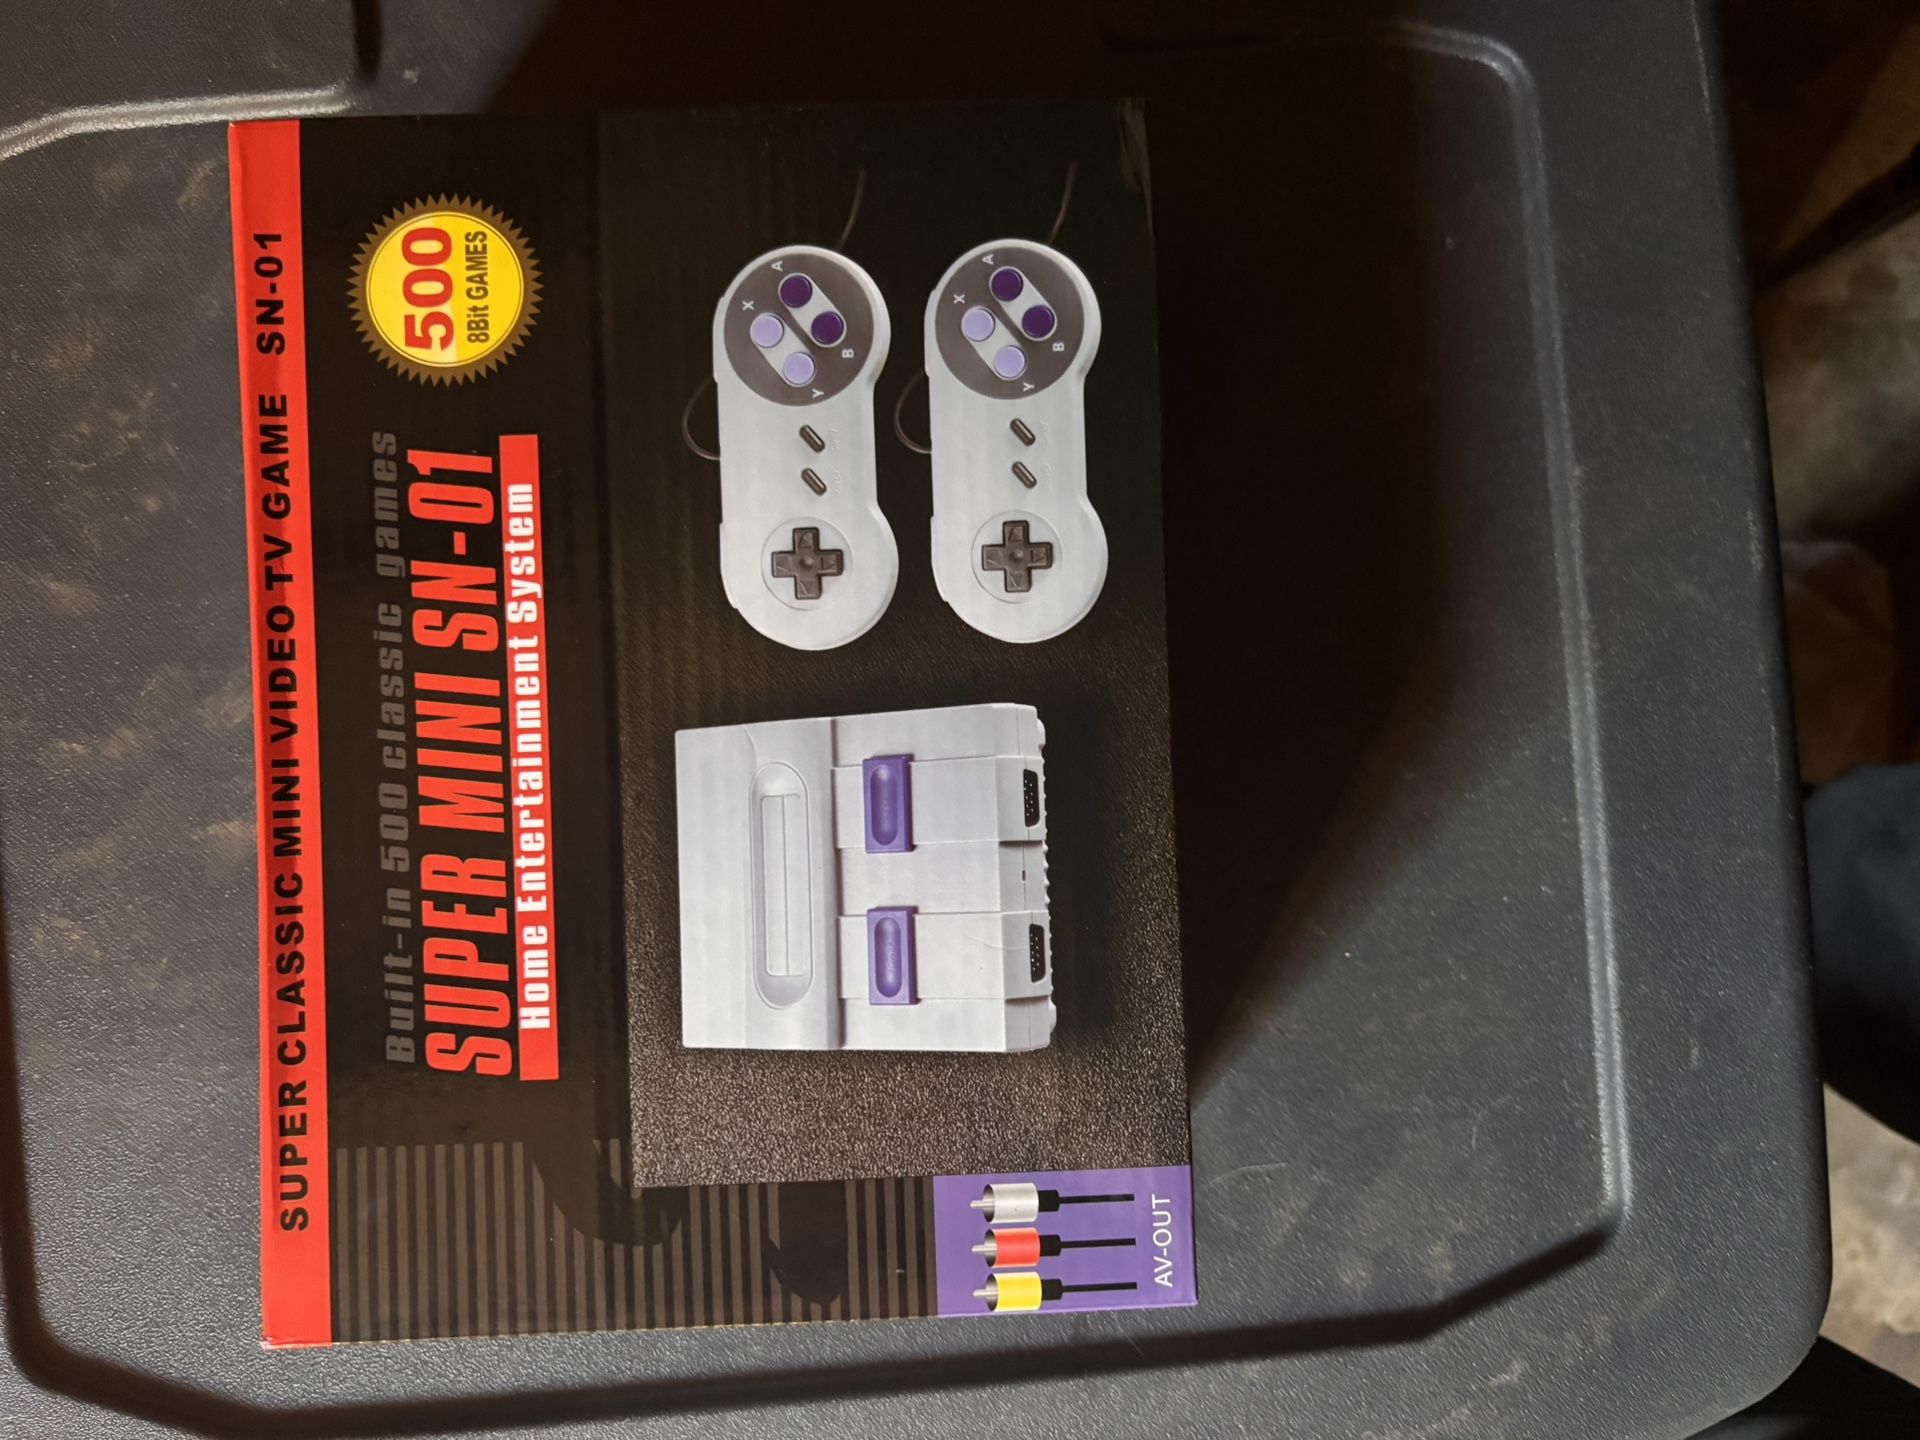 SUPER CLASSIC MINI VIDEO TV GAME SN-01
500
8Bit GAMES
Built-in 500 classic games
SUPER MINI SN-01
Home Entertainment System
X
A
Y
B
X
A
Y
B
AV-OUT